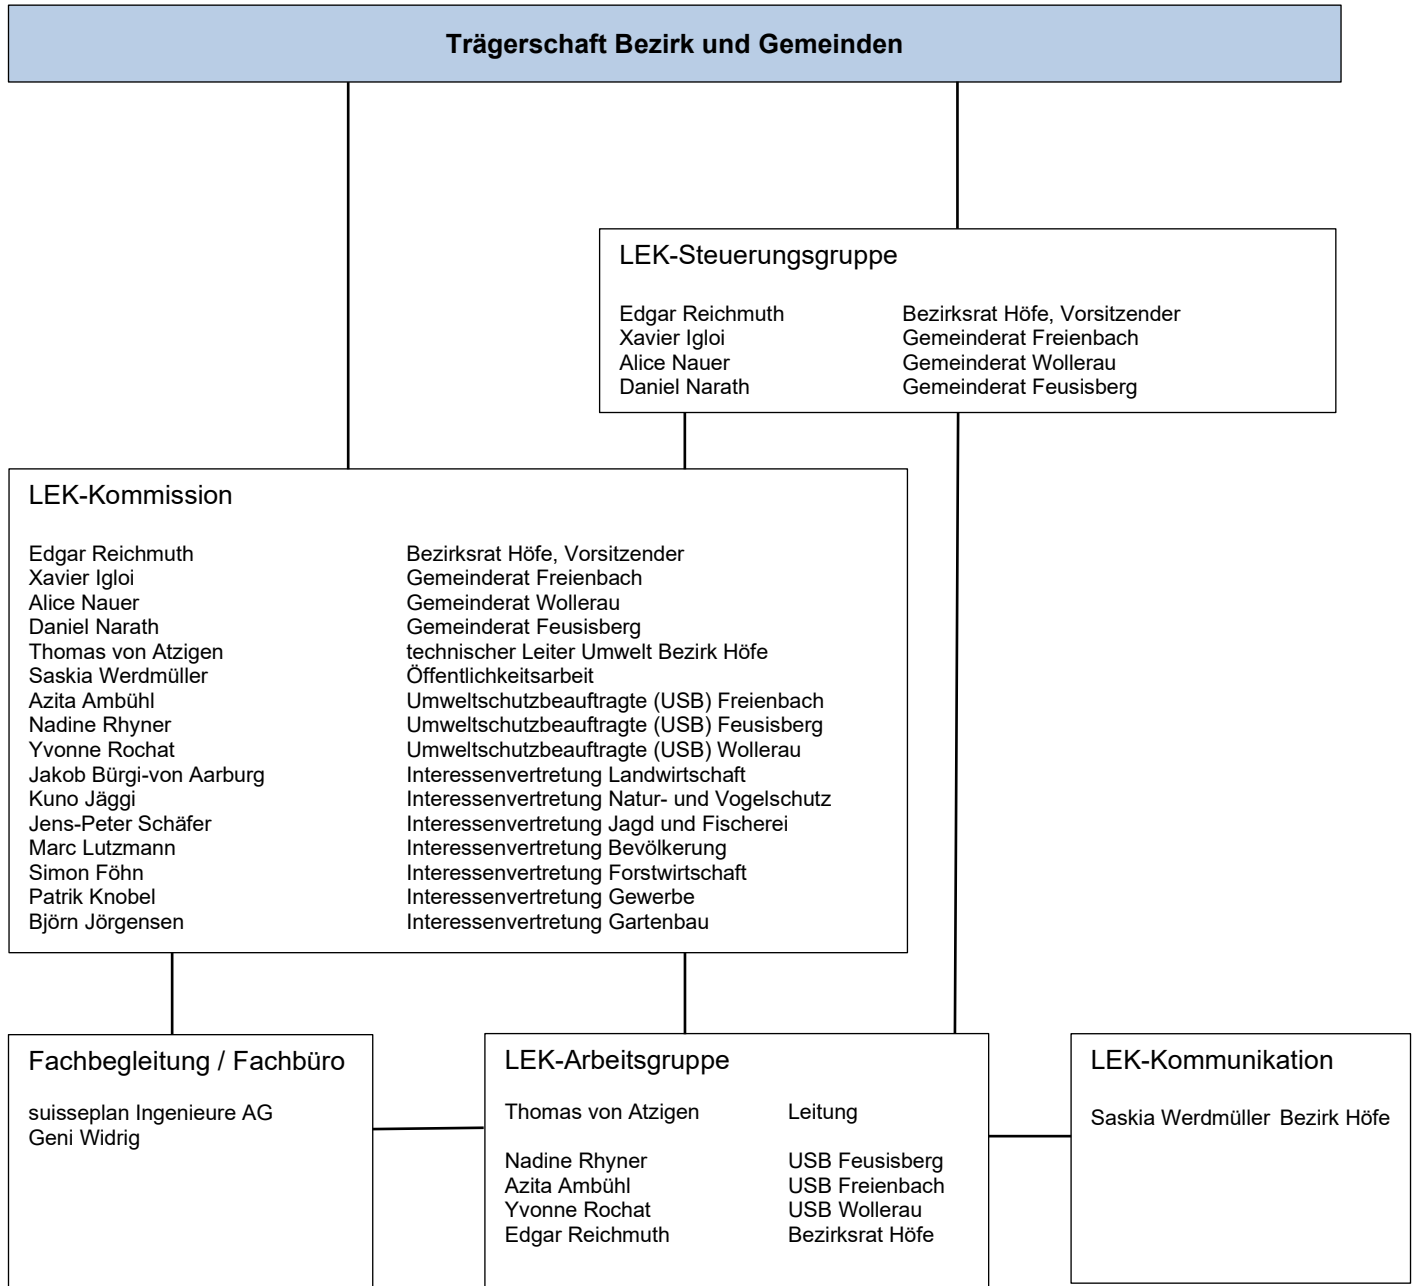 Trägerschaft Bezirk und Gemeinden
LEK-Steuerungsgruppe
Edgar Reichmuth Bezirksrat Höfe, Vorsitzender
Xavier Igloi Gemeinderat Freienbach
Alice Nauer Gemeinderat Wollerau
Daniel Narath Gemeinderat Feusisberg
LEK-Kommission
Edgar Reichmuth Bezirksrat Höfe, Vorsitzender
Xavier Igloi Gemeinderat Freienbach
Alice Nauer Gemeinderat Wollerau
Daniel Narath Gemeinderat Feusisberg
Thomas von Atzigen technischer Leiter Umwelt Bezirk Höfe
Saskia Werdmüller Öffentlichkeitsarbeit
Azita Ambühl Umweltschutzbeauftragte (USB) Freienbach
Nadine Rhyner Umweltschutzbeauftragte (USB) Feusisberg
Yvonne Rochat Umweltschutzbeauftragte (USB) Wollerau
Jakob Bürgi-von Aarburg Interessenvertretung Landwirtschaft
Kuno Jäggi Interessenvertretung Natur- und Vogelschutz
Jens-Peter Schäfer Interessenvertretung Jagd und Fischerei
Marc Lutzmann Interessenvertretung Bevölkerung
Simon Föhn Interessenvertretung Forstwirtschaft
Patrik Knobel Interessenvertretung Gewerbe
Björn Jörgensen Interessenvertretung Gartenbau
Fachbegleitung / Fachbüro
suisseplan Ingenieure AG
Geni Widrig
LEK-Arbeitsgruppe
Thomas von Atzigen Leitung
Nadine Rhyner USB Feusisberg
Azita Ambühl USB Freienbach
Yvonne Rochat USB Wollerau
Edgar Reichmuth Bezirksrat Höfe
LEK-Kommunikation
Saskia Werdmüller Bezirk Höfe